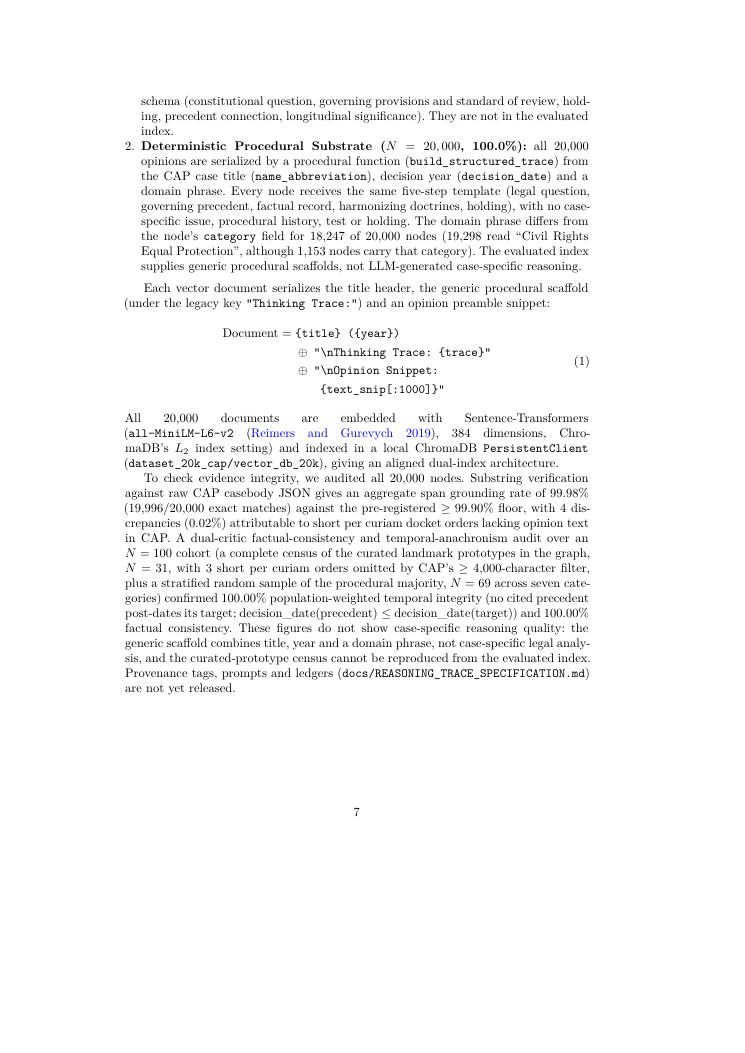 schema (constitutional question, governing provisions and standard of review, hold-
ing, precedent connection, longitudinal significance). They are not in the evaluated
index.
2. Deterministic Procedural Substrate (N = 20,000, 100.0%): all 20,000
opinions are serialized by a procedural function (build_structured_trace) from
the CAP case title (name_abbreviation), decision year (decision_date) and a
domain phrase. Every node receives the same five-step template (legal question,
governing precedent, factual record, harmonizing doctrines, holding), with no case-
specific issue, procedural history, test or holding. The domain phrase differs from
the node's category field for 18,247 of 20,000 nodes (19,298 read “Civil Rights
Equal Protection”, although 1,153 nodes carry that category). The evaluated index
supplies generic procedural scaffolds, not LLM-generated case-specific reasoning.
Each vector document serializes the title header, the generic procedural scaffold
(under the legacy key "Thinking Trace:") and an opinion preamble snippet:
Document = {title} ({year})
⊕ "\nThinking Trace: {trace}"
⊕ "\nOpinion Snippet:
{text_snip[:1000]}"
(1)
All 20,000 documents are embedded with Sentence-Transformers
(all-MiniLM-L6-v2 (Reimers and Gurevych 2019), 384 dimensions, Chro-
maDB's L2 index setting) and indexed in a local ChromaDB PersistentClient
(dataset_20k_cap/vector_db_20k), giving an aligned dual-index architecture.
To check evidence integrity, we audited all 20,000 nodes. Substring verification
against raw CAP casebody JSON gives an aggregate span grounding rate of 99.98%
(19,996/20,000 exact matches) against the pre-registered ≥ 99.90% floor, with 4 dis-
crepancies (0.02%) attributable to short per curiam docket orders lacking opinion text
in CAP. A dual-critic factual-consistency and temporal-anachronism audit over an
N = 100 cohort (a complete census of the curated landmark prototypes in the graph,
N = 31, with 3 short per curiam orders omitted by CAP's ≥ 4,000-character filter,
plus a stratified random sample of the procedural majority, N = 69 across seven cate-
gories) confirmed 100.00% population-weighted temporal integrity (no cited precedent
post-dates its target; decision_date(precedent) ≤ decision_date(target)) and 100.00%
factual consistency. These figures do not show case-specific reasoning quality: the
generic scaffold combines title, year and a domain phrase, not case-specific legal analy-
sis, and the curated-prototype census cannot be reproduced from the evaluated index.
Provenance tags, prompts and ledgers (docs/REASONING_TRACE_SPECIFICATION.md)
are not yet released.
7